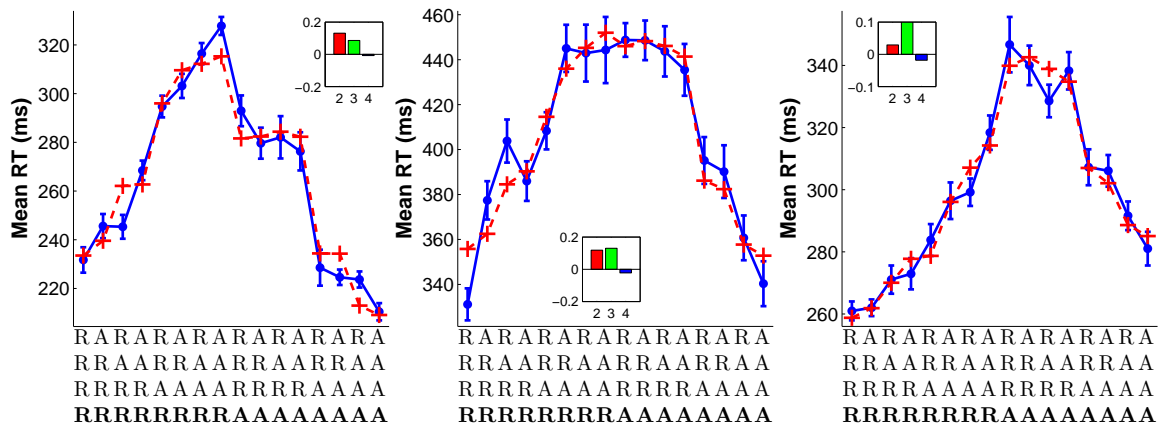 Mean RT (ms)
320
300
280
260
240
220
0.2
0
−0.2
2 3 4
R A R A R A R A R A R A R A R A
R R A A R R A A R R A A R R A A
R R R R A A A A R R R R A A A A
R R R R R R R R A A A A A A A A
Mean RT (ms)
460
440
420
400
380
360
340
0.2
0
−0.2
2 3 4
R A R A R A R A R A R A R A R A
R R A A R R A A R R A A R R A A
R R R R A A A A R R R R A A A A
R R R R R R R R A A A A A A A A
Mean RT (ms)
340
320
300
280
260
0.1
0
−0.1
2 3 4
R A R A R A R A R A R A R A R A
R R A A R R A A R R A A R R A A
R R R R A A A A R R R R A A A A
R R R R R R R R A A A A A A A A